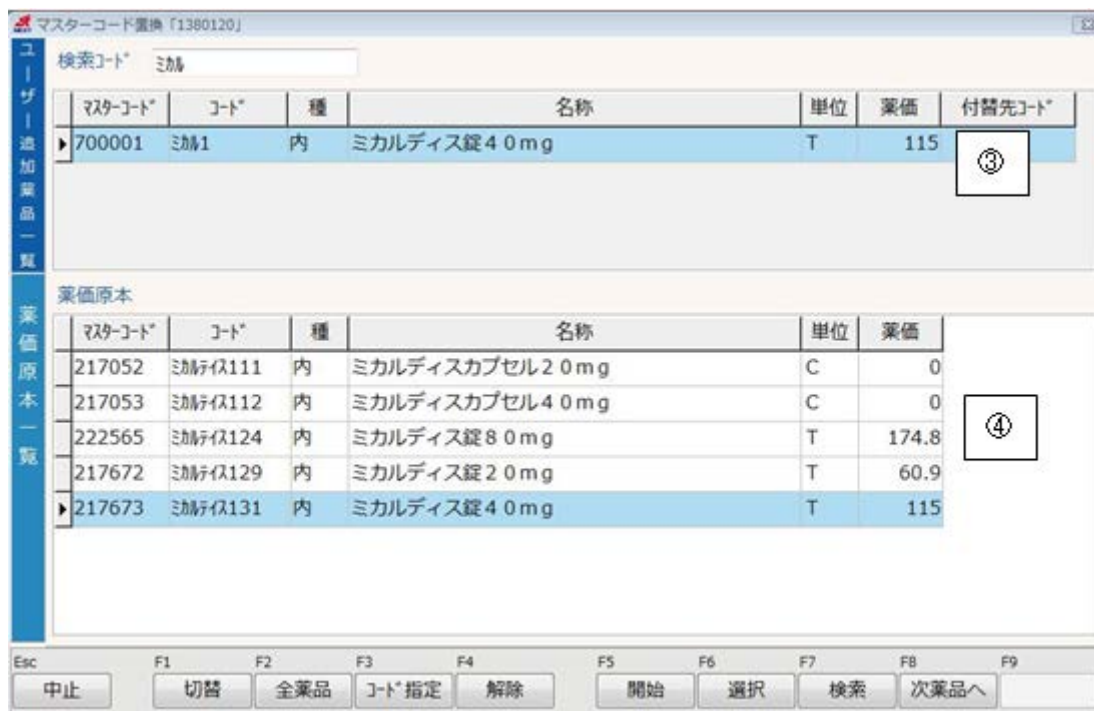 マスターコード置換「1380120」
ユーザー追加薬品一覧
検索ｺｰﾄﾞ ﾐｶﾙ
ﾏｽﾀｰｺｰﾄﾞ ｺｰﾄﾞ 種 名称 単位 薬価 付替先ｺｰﾄﾞ
700001 ﾐｶﾙ1 内 ミカルディス錠４０ｍｇ T 115
③
薬価原本一覧
薬価原本
ﾏｽﾀｰｺｰﾄﾞ ｺｰﾄﾞ 種 名称 単位 薬価
217052 ﾐｶﾙﾃｲｽ111 内 ミカルディスカプセル２０ｍｇ C 0
217053 ﾐｶﾙﾃｲｽ112 内 ミカルディスカプセル４０ｍｇ C 0
222565 ﾐｶﾙﾃｲｽ124 内 ミカルディス錠８０ｍｇ T 174.8
217672 ﾐｶﾙﾃｲｽ129 内 ミカルディス錠２０ｍｇ T 60.9
217673 ﾐｶﾙﾃｲｽ131 内 ミカルディス錠４０ｍｇ T 115
④
Esc F1 F2 F3 F4 F5 F6 F7 F8 F9
中止 切替 全薬品 ｺｰﾄﾞ指定 解除 開始 選択 検索 次薬品へ